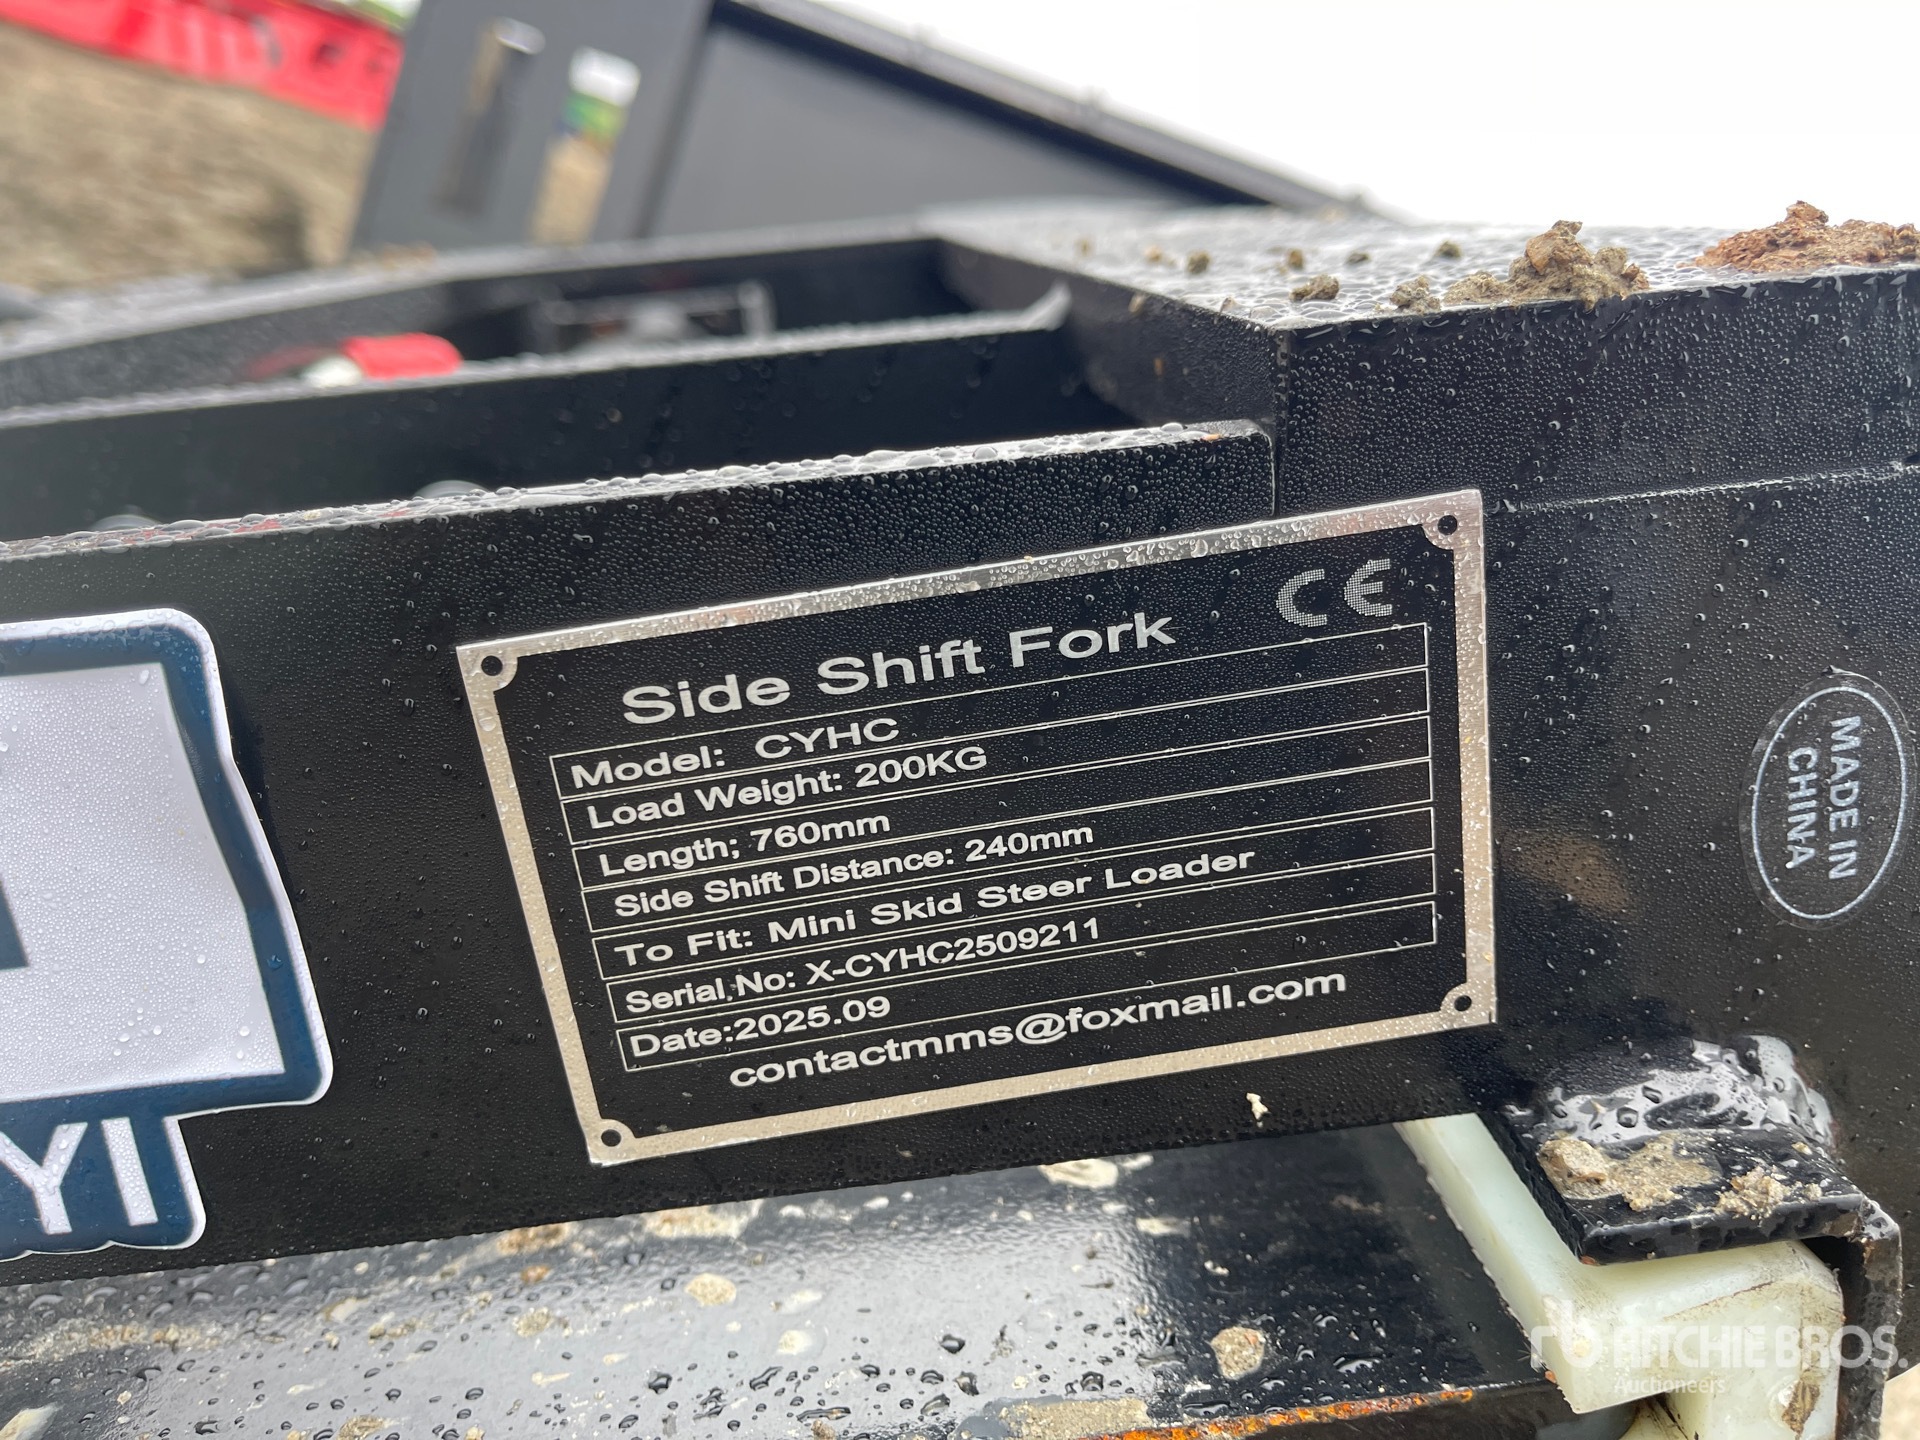 Side Shift Fork CE
Model: CYHC
Load Weight: 200KG
Length; 760mm
Side Shift Distance: 240mm
To Fit: Mini Skid Steer Loader
Serial No: X-CYHC2509211
Date:2025.09
contactmms@foxmail.com
MADE IN
CHINA
YI
RITCHIE BROS.
Auctioneers